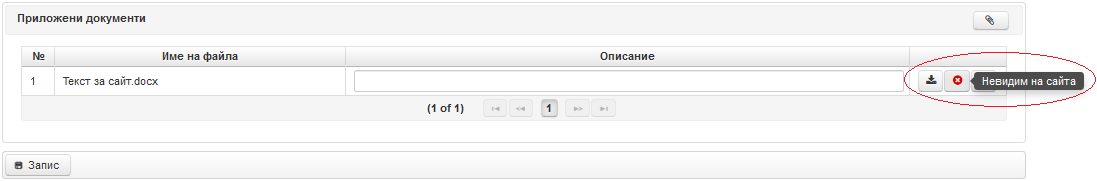 Приложени документи
№ Име на файла Описание
1 Текст за сайт.docx Невидим на сайта
(1 of 1) 1
Запис